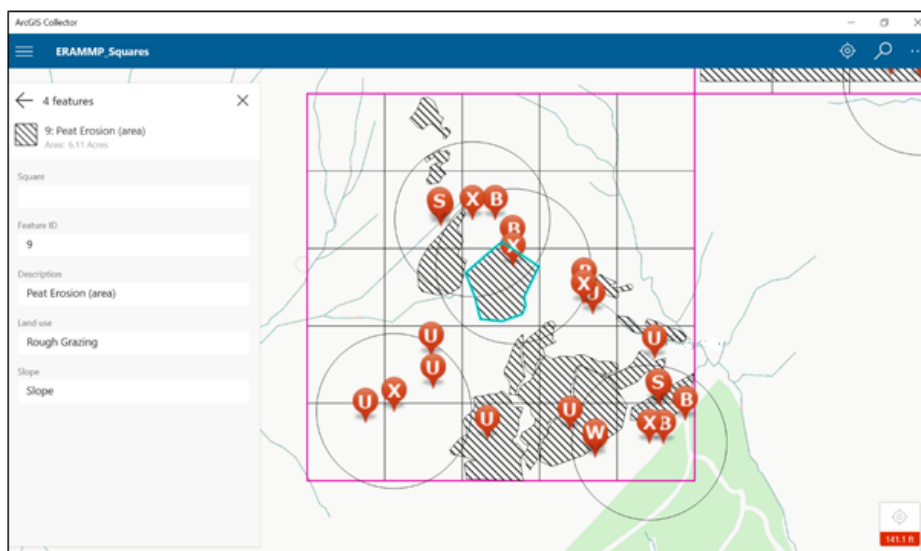 ArcGIS Collector
ERAMMP_Squares
4 features
9: Peat Erosion (area)
Area: 6.11 Acres
Square
Feature ID
9
Description
Peat Erosion (area)
Land use
Rough Grazing
Slope
Slope
S X B
B
X
B
X U
U
U
U
S
X
U
B
U
U
X B
W
141.1 ft